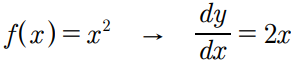 f(x) = x² → dy/dx = 2x